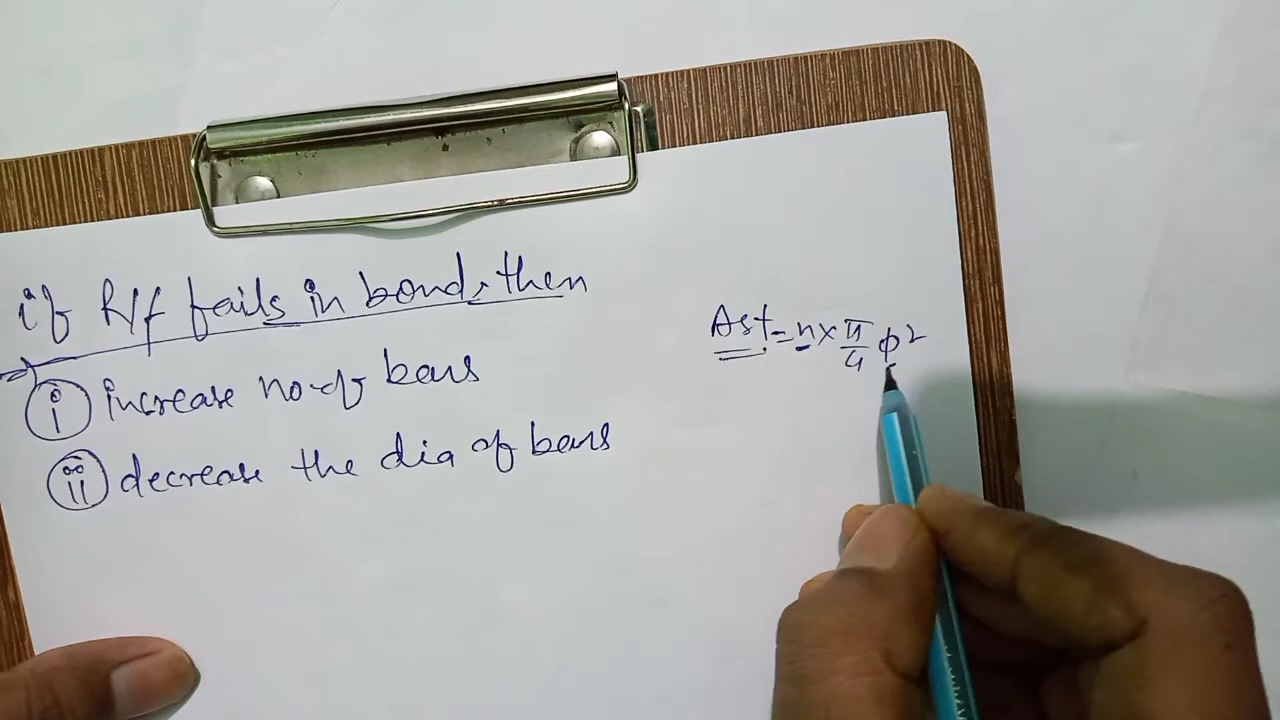 if R/f fails in bond, then
(i) increase no of bars
(ii) decrease the dia of bars
Ast = n × π/4 φ²